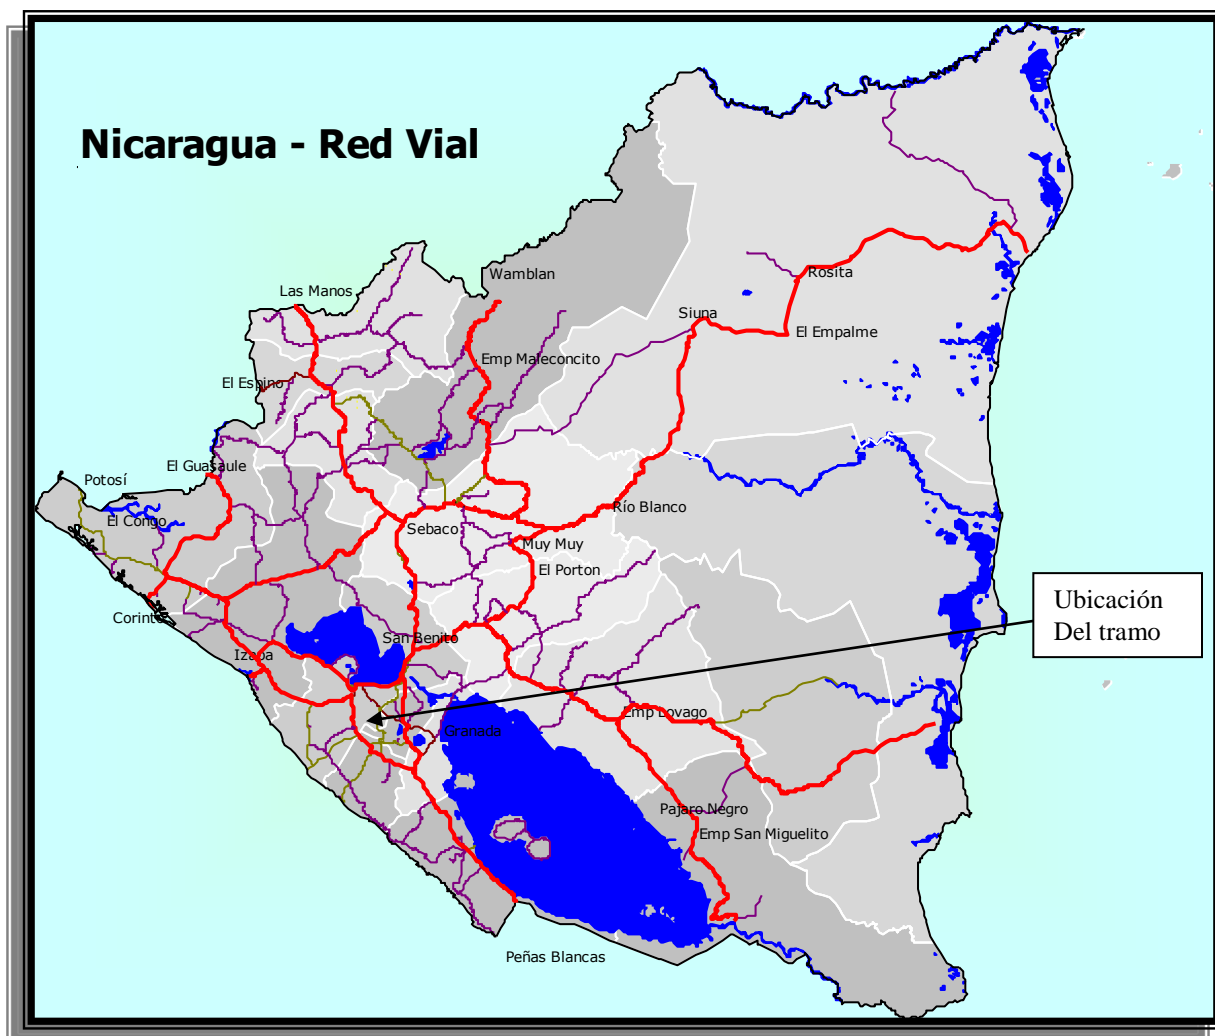 Nicaragua - Red Vial
Wamblan
Rosita
Las Manos
Siuna
El Empalme
Emp Maleconcito
El Espino
El Guasaule
Potosí
Río Blanco
El Congo
Sebaco
Muy Muy
El Porton
Ubicación
Del tramo
Corinto
San Benito
Izapa
Emp Lovago
Granada
Pajaro Negro
Emp San Miguelito
Peñas Blancas